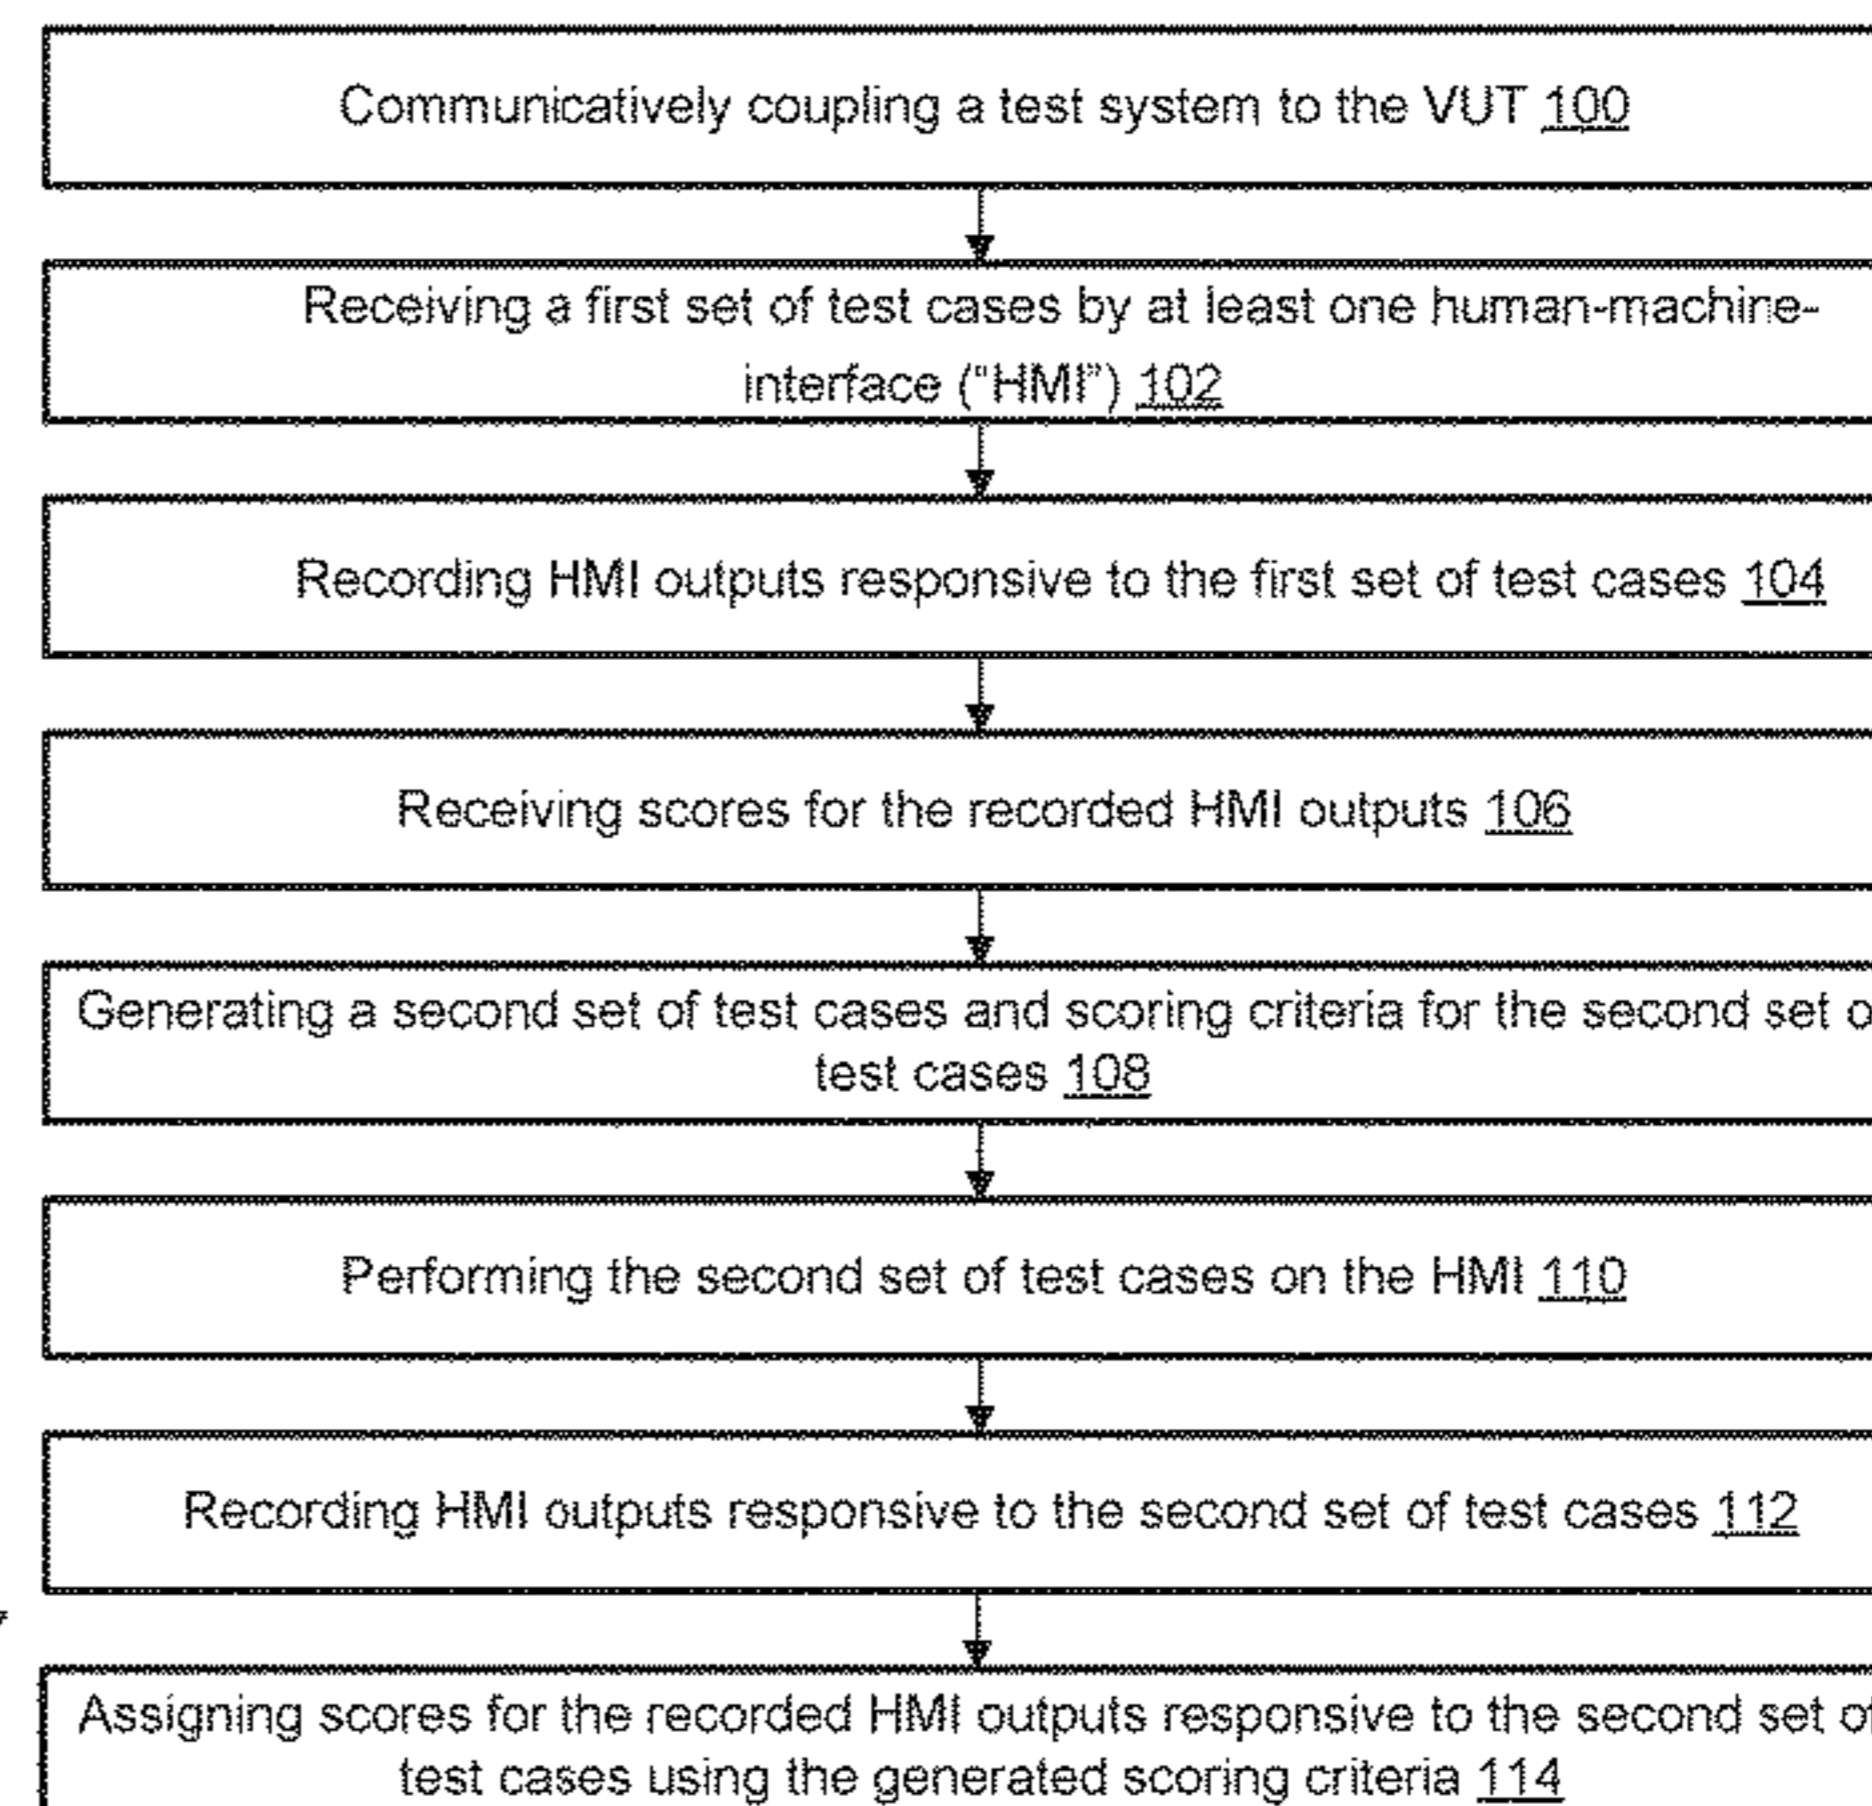 Communicatively coupling a test system to the VUT 100
Receiving a first set of test cases by at least one human-machine-
interface (“HMI”) 102
Recording HMI outputs responsive to the first set of test cases 104
Receiving scores for the recorded HMI outputs 106
Generating a second set of test cases and scoring criteria for the second set
test cases 108
Performing the second set of test cases on the HMI 110
Recording HMI outputs responsive to the second set of test cases 112
Assigning scores for the recorded HMI outputs responsive to the second set of
test cases using the generated scoring criteria 114